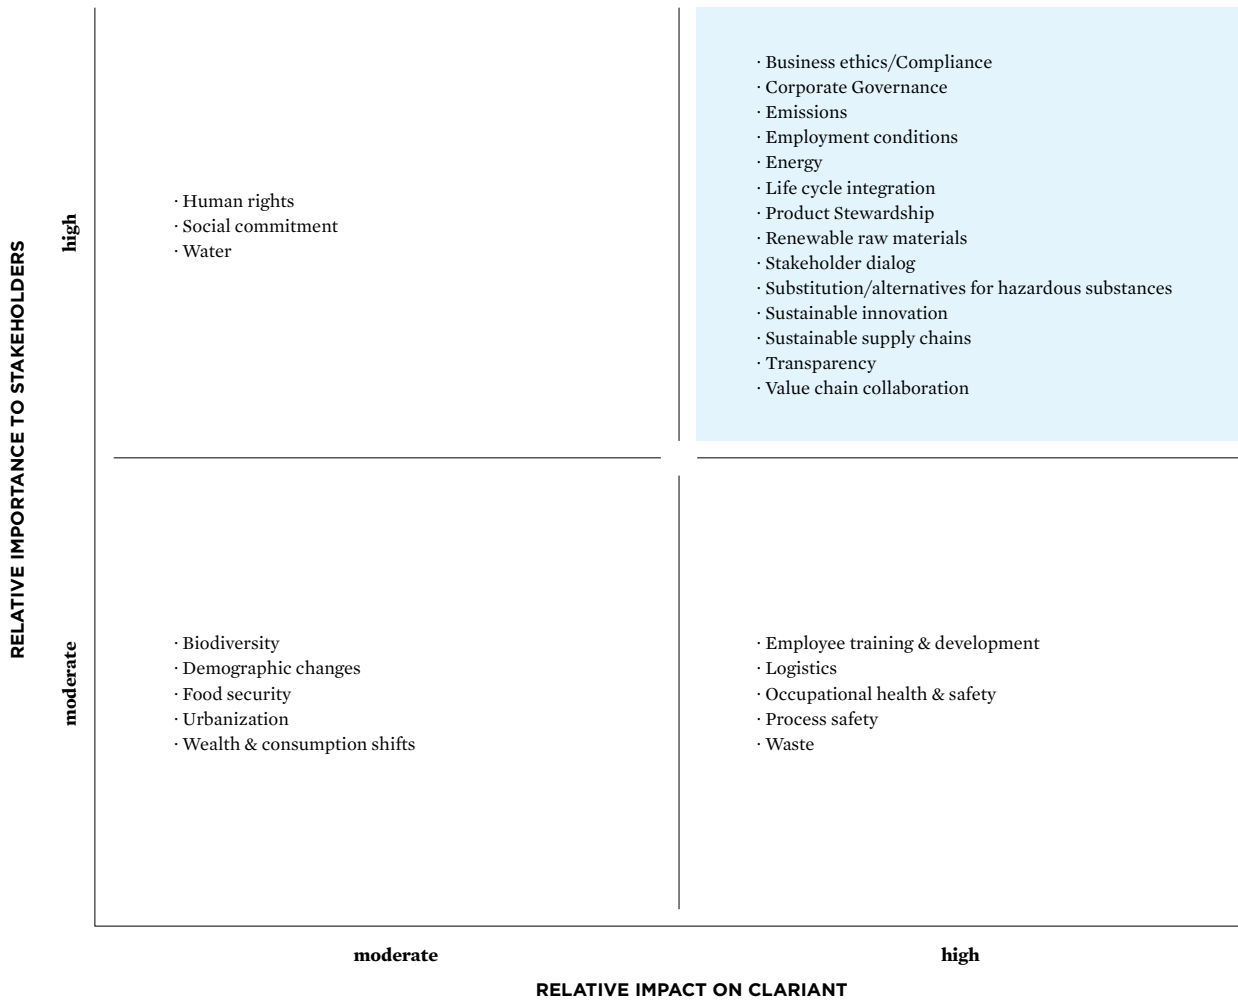 RELATIVE IMPORTANCE TO STAKEHOLDERS
high
· Human rights
· Social commitment
· Water
· Business ethics/Compliance
· Corporate Governance
· Emissions
· Employment conditions
· Energy
· Life cycle integration
· Product Stewardship
· Renewable raw materials
· Stakeholder dialog
· Substitution/alternatives for hazardous substances
· Sustainable innovation
· Sustainable supply chains
· Transparency
· Value chain collaboration
moderate
· Biodiversity
· Demographic changes
· Food security
· Urbanization
· Wealth & consumption shifts
· Employee training & development
· Logistics
· Occupational health & safety
· Process safety
· Waste
moderate
high
RELATIVE IMPACT ON CLARIANT